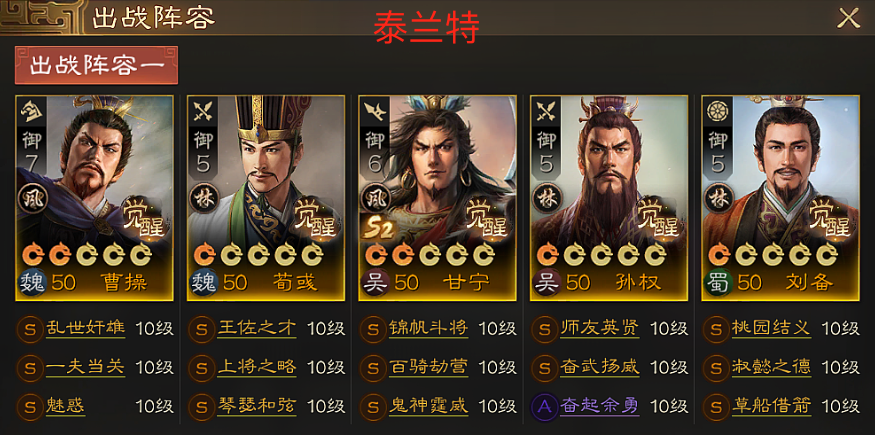 出战阵容
泰兰特
出战阵容一
御 7 风 觉醒
魏 50 曹操
S 乱世奸雄 10级
S 一夫当关 10级
S 魅惑 10级
御 5 林 觉醒
魏 50 荀彧
S 王佐之才 10级
S 上将之略 10级
S 琴瑟和弦 10级
御 6 风 S2 觉醒
吴 50 甘宁
S 锦帆斗将 10级
S 百骑劫营 10级
S 鬼神霆威 10级
御 5 林 觉醒
吴 50 孙权
S 师友英贤 10级
S 奋武扬威 10级
A 奋起余勇 10级
御 5 林 觉醒
蜀 50 刘备
S 桃园结义 10级
S 淑懿之德 10级
S 草船借箭 10级